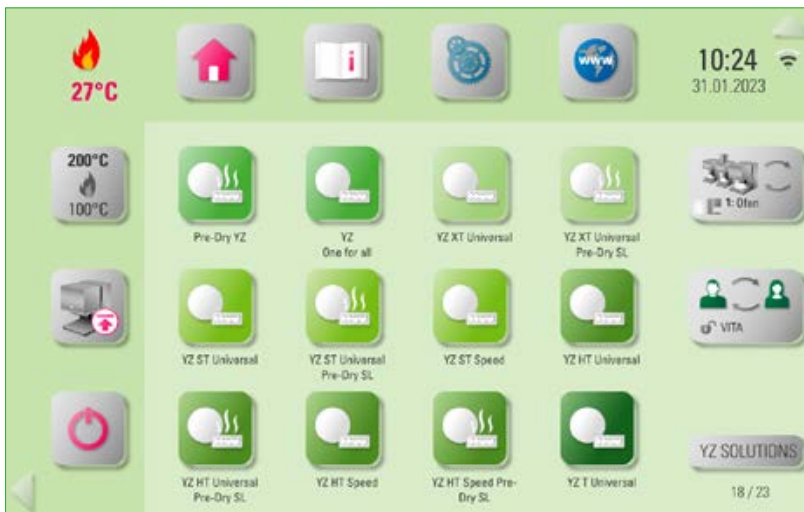 27°C
i
www
10:24
31.01.2023
200°C
100°C
Pre-Dry YZ
YZ
One for all
YZ XT Universal
YZ XT Universal
Pre-Dry SL
1: Ofen
YZ ST Universal
YZ ST Universal
Pre-Dry SL
YZ ST Speed
YZ HT Universal
VITA
YZ HT Universal
Pre-Dry SL
YZ HT Speed
YZ HT Speed Pre-
Dry SL
YZ T Universal
YZ SOLUTIONS
18 / 23